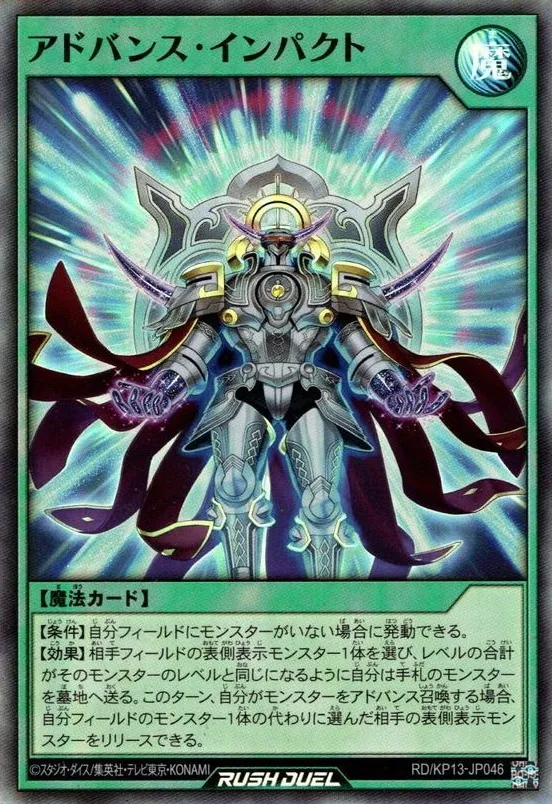 アドバンス・インパクト
魔
【魔法カード】
【条件】自分フィールドにモンスターがいない場合に発動できる。
【効果】相手フィールドの表側表示モンスター1体を選び、レベルの合計
がそのモンスターのレベルと同じになるように自分は手札のモンスター
を墓地へ送る。このターン、自分がモンスターをアドバンス召喚する場合、
自分フィールドのモンスター1体の代わりに選んだ相手の表側表示モン
スターをリリースできる。
©スタジオ・ダイス/集英社・テレビ東京・KONAMI
RUSH DUEL
RD/KP13-JP046